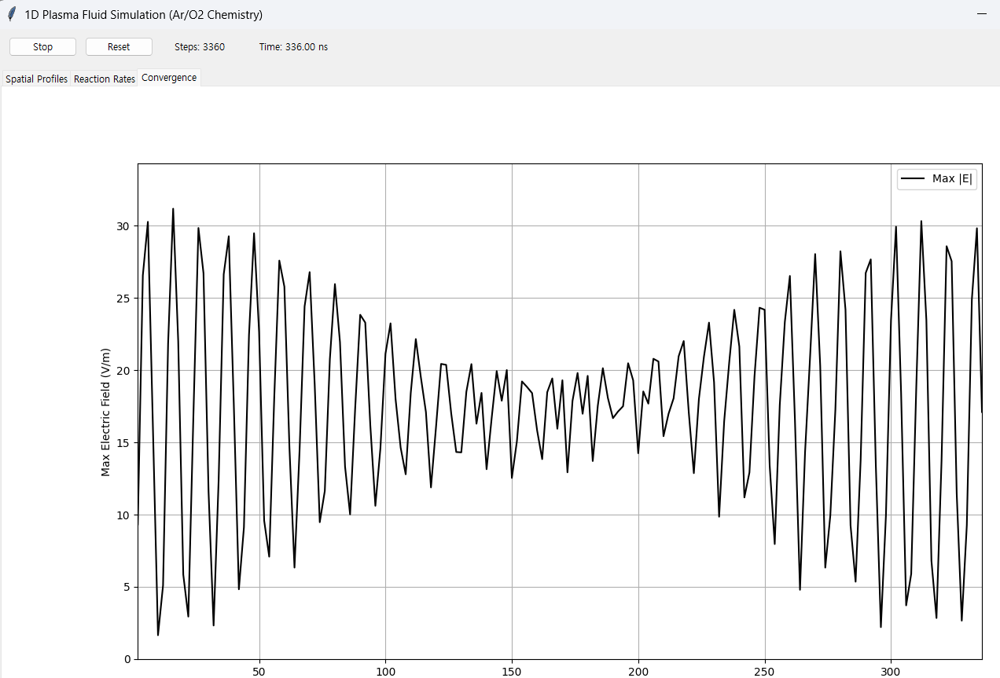 1D Plasma Fluid Simulation (Ar/O2 Chemistry)
Stop Reset Steps: 3360 Time: 336.00 ns
Spatial Profiles Reaction Rates Convergence
Max |E|
30
25
20
15
10
5
0
Max Electric Field (V/m)
50 100 150 200 250 300